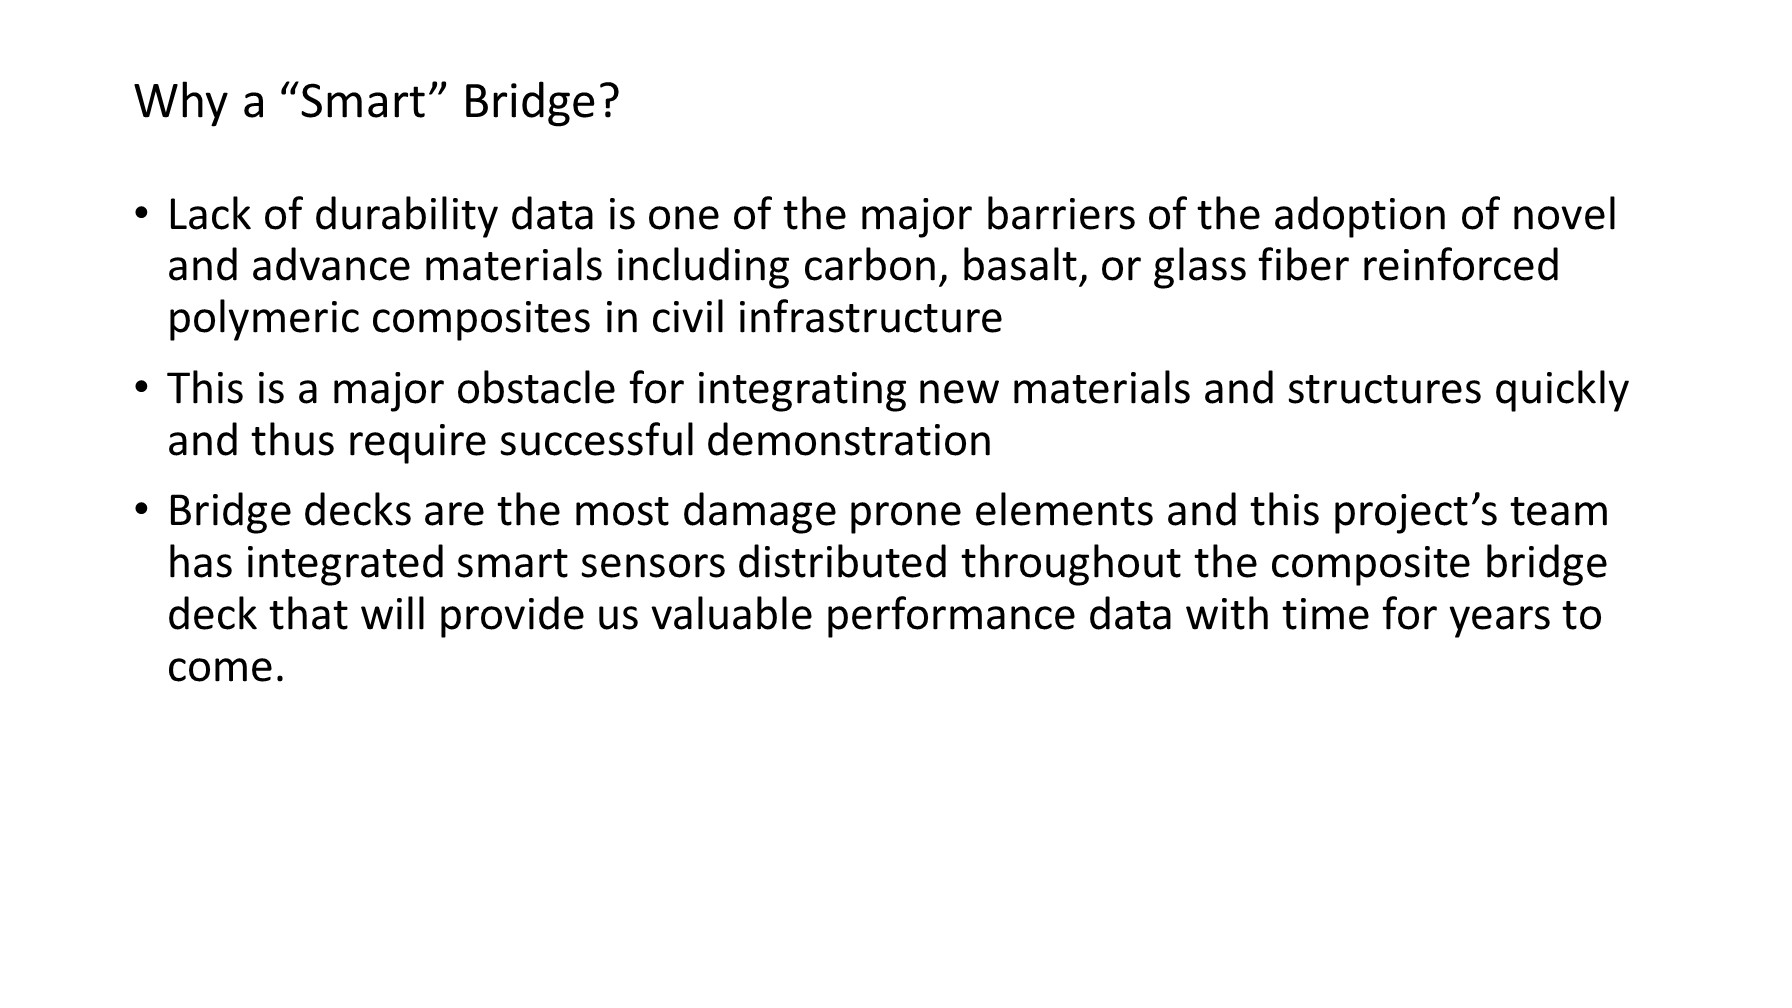 Why a “Smart” Bridge?
• Lack of durability data is one of the major barriers of the adoption of novel
and advance materials including carbon, basalt, or glass fiber reinforced
polymeric composites in civil infrastructure
• This is a major obstacle for integrating new materials and structures quickly
and thus require successful demonstration
• Bridge decks are the most damage prone elements and this project’s team
has integrated smart sensors distributed throughout the composite bridge
deck that will provide us valuable performance data with time for years to
come.